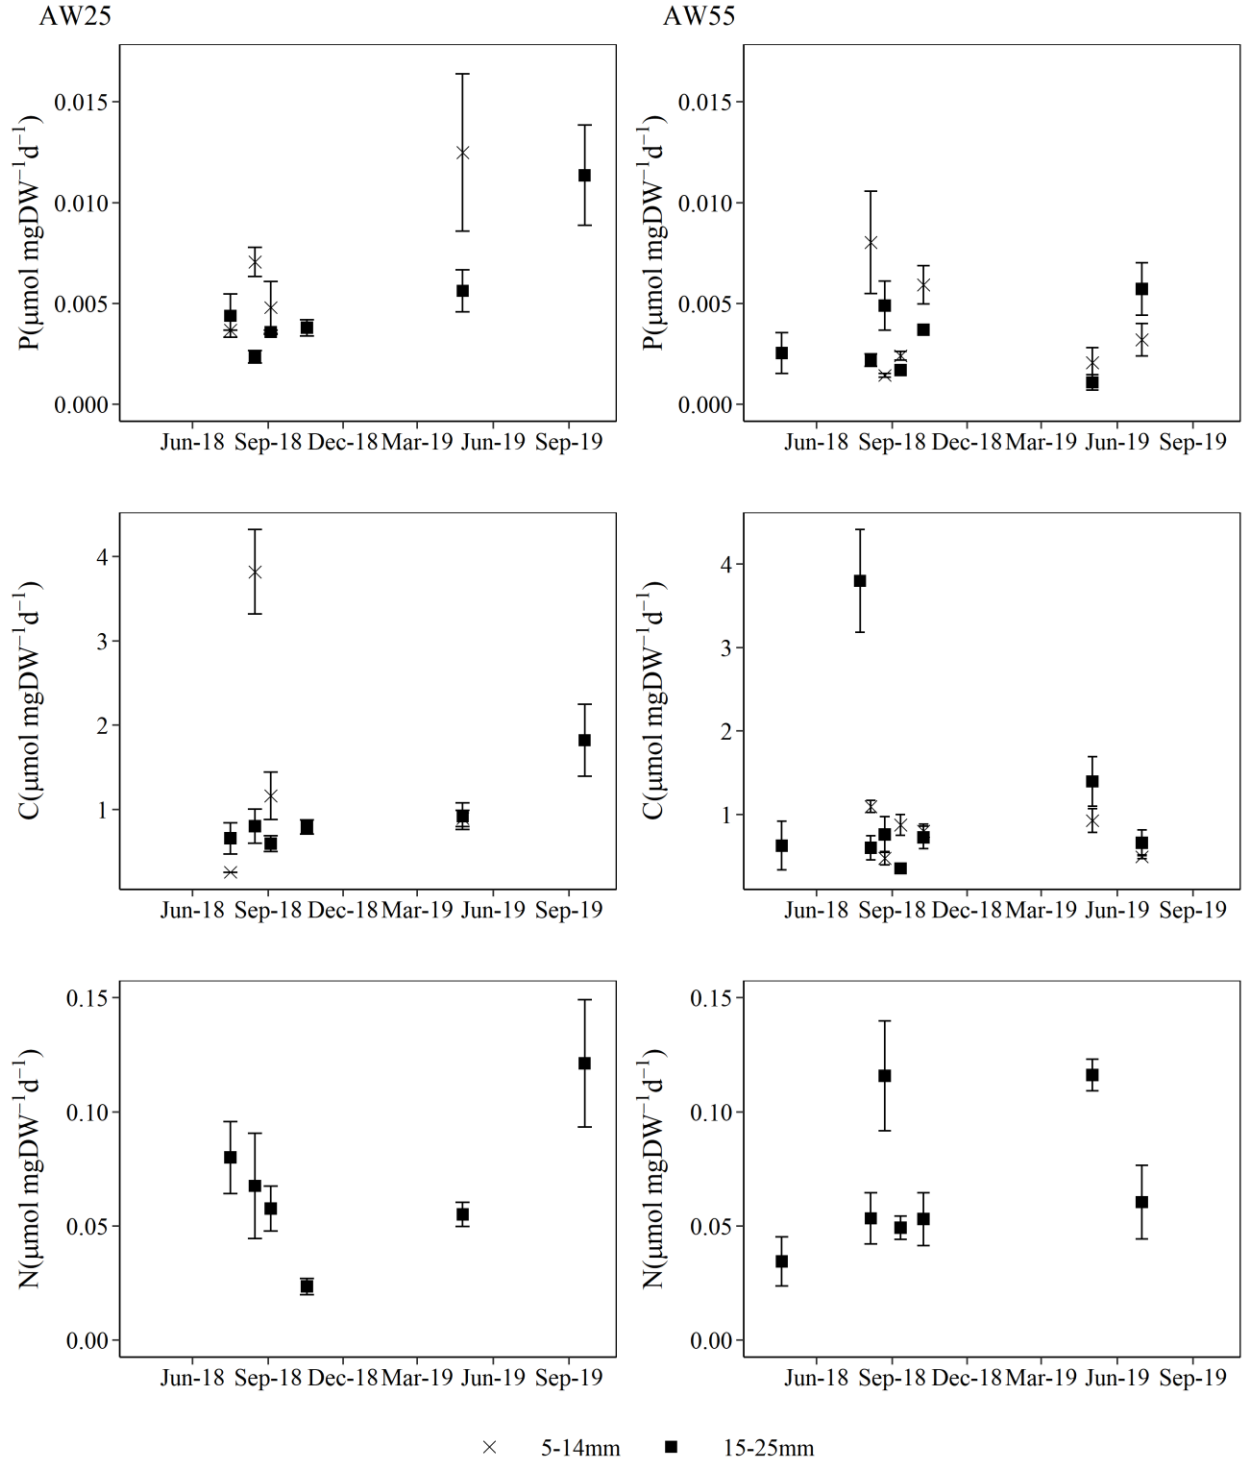 AW25 AW55
P(μmol mgDW⁻¹d⁻¹)
0.015
0.010
0.005
0.000
Jun-18 Sep-18 Dec-18 Mar-19 Jun-19 Sep-19
P(μmol mgDW⁻¹d⁻¹)
0.015
0.010
0.005
0.000
Jun-18 Sep-18 Dec-18 Mar-19 Jun-19 Sep-19
C(μmol mgDW⁻¹d⁻¹)
4
3
2
1
Jun-18 Sep-18 Dec-18 Mar-19 Jun-19 Sep-19
C(μmol mgDW⁻¹d⁻¹)
4
3
2
1
Jun-18 Sep-18 Dec-18 Mar-19 Jun-19 Sep-19
N(μmol mgDW⁻¹d⁻¹)
0.15
0.10
0.05
0.00
Jun-18 Sep-18 Dec-18 Mar-19 Jun-19 Sep-19
N(μmol mgDW⁻¹d⁻¹)
0.15
0.10
0.05
0.00
Jun-18 Sep-18 Dec-18 Mar-19 Jun-19 Sep-19
5-14mm 15-25mm